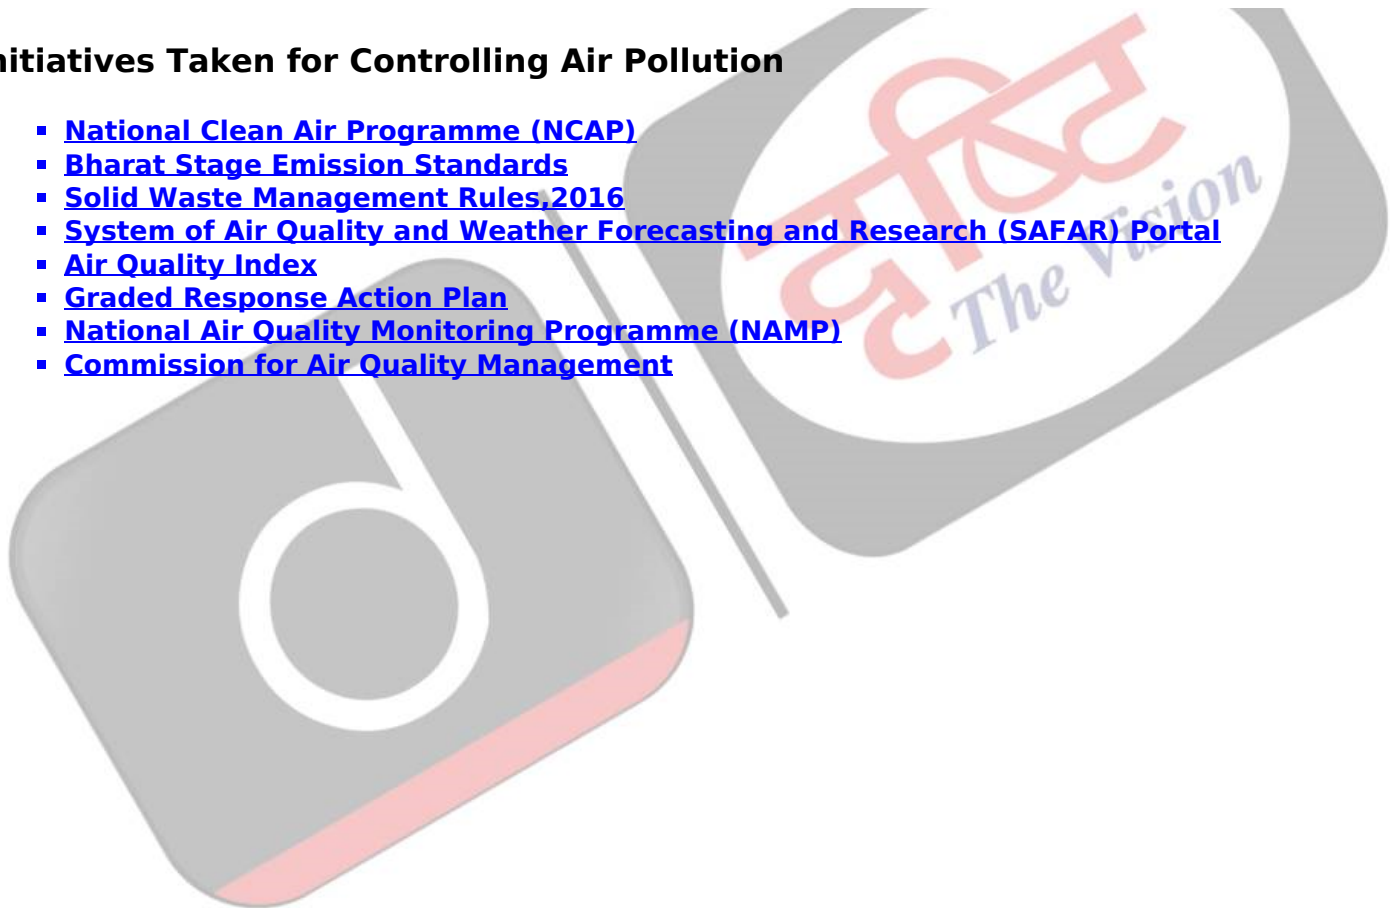 nitiatives Taken for Controlling Air Pollution
National Clean Air Programme (NCAP)
Bharat Stage Emission Standards
Solid Waste Management Rules,2016
System of Air Quality and Weather Forecasting and Research (SAFAR) Portal
Air Quality Index
Graded Response Action Plan
National Air Quality Monitoring Programme (NAMP)
Commission for Air Quality Management
दृष्टि
The Vision